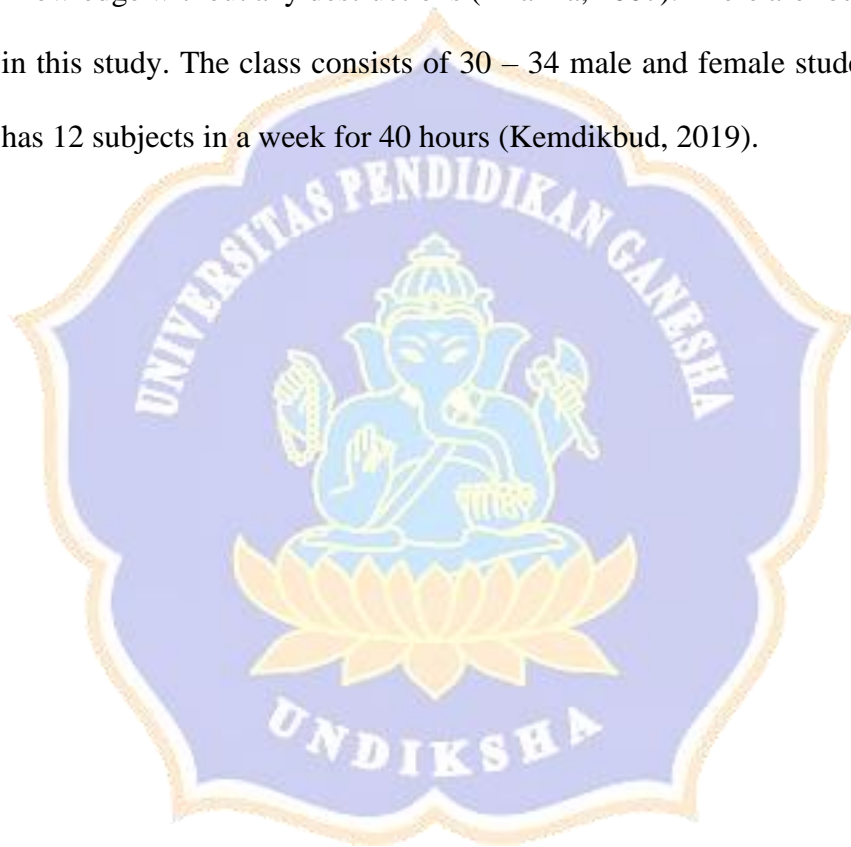 in this study. The class consists of 30 – 34 male and female
has 12 subjects in a week for 40 hours (Kemdikbud, 2019).
UNIVERSITAS PENDIDIKAN GANESHA
UNDIKSHA